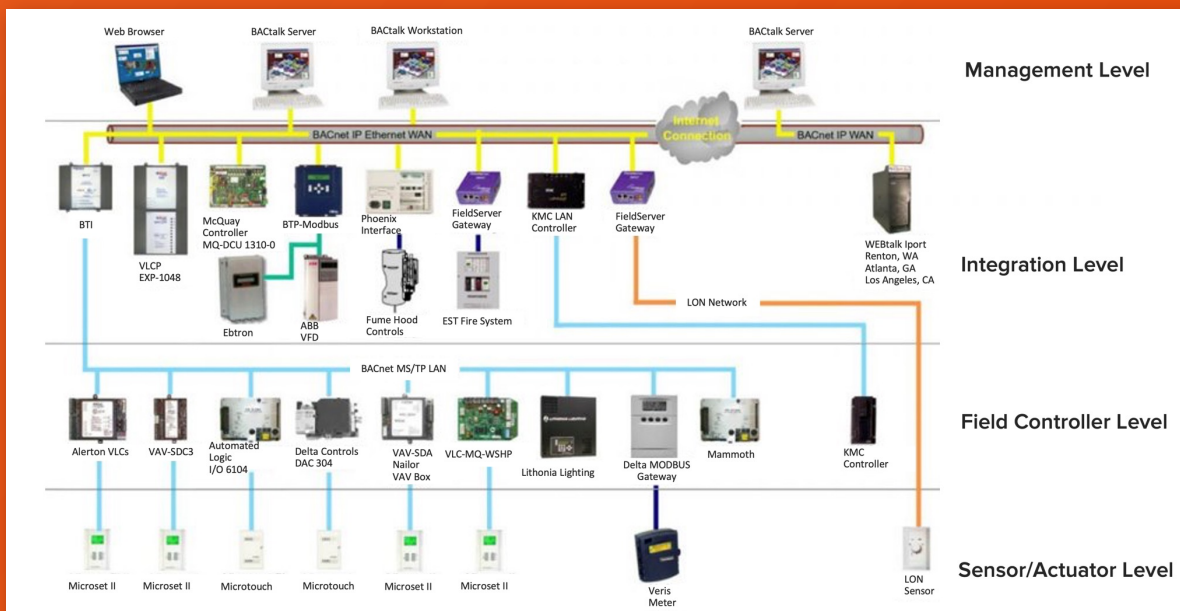 Web Browser
BACtalk Server
BACtalk Workstation
BACtalk Server
Management Level
BACnet IP Ethernet WAN
Internet
Connection
BACnet IP WAN
BTI
VLCP
EXP-1048
McQuay
Controller
MQ-DCU 1310-0
BTP-Modbus
Phoenix
Interface
FieldServer
Gateway
KMC LAN
Controller
FieldServer
Gateway
WEBtalk Iport
Renton, WA
Atlanta, GA
Los Angeles, CA
Integration Level
Ebtron
ABB
VFD
Fume Hood
Controls
EST Fire System
LON Network
BACnet MS/TP LAN
Alerton VLCs
VAV-SDC3
Automated
Logic
I/O 6104
Delta Controls
DAC 304
VAV-SDA
Nailor
VAV Box
VLC-MQ-WSHP
Lithonia Lighting
Delta MODBUS
Gateway
Mammoth
KMC
Controller
Field Controller Level
Microset II
Microset II
Microtouch
Microtouch
Microset II
Microset II
Veris
Meter
LON
Sensor
Sensor/Actuator Level